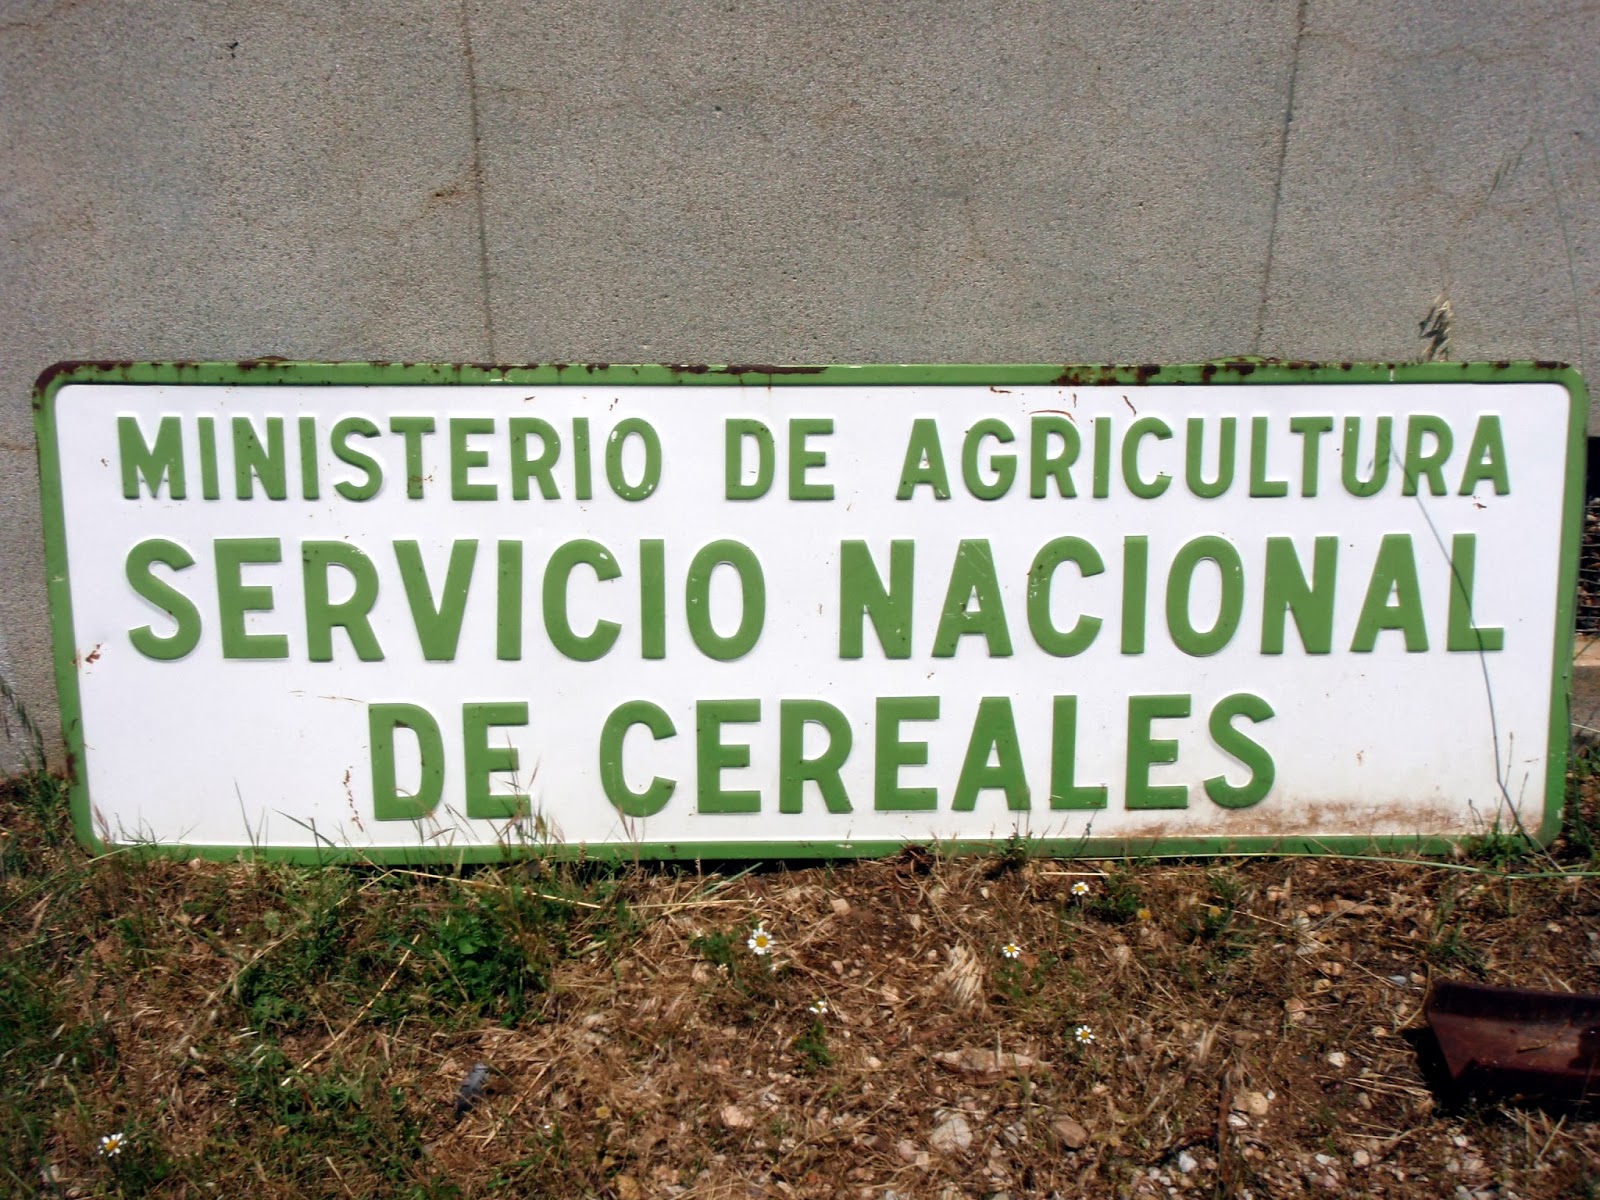 MINISTERIO DE AGRICULTURA
SERVICIO NACIONAL
DE CEREALES